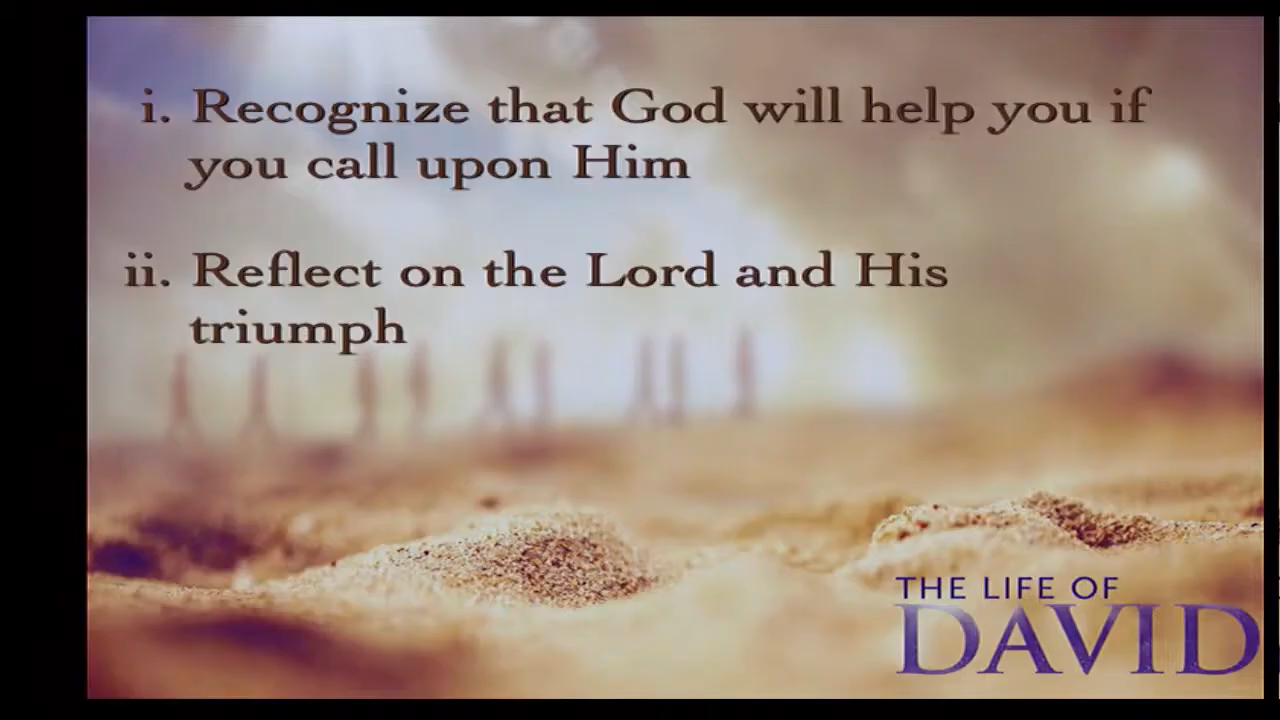 i. Recognize that God will help you if
you call upon Him
ii. Reflect on the Lord and His
triumph
THE LIFE OF
DAVID